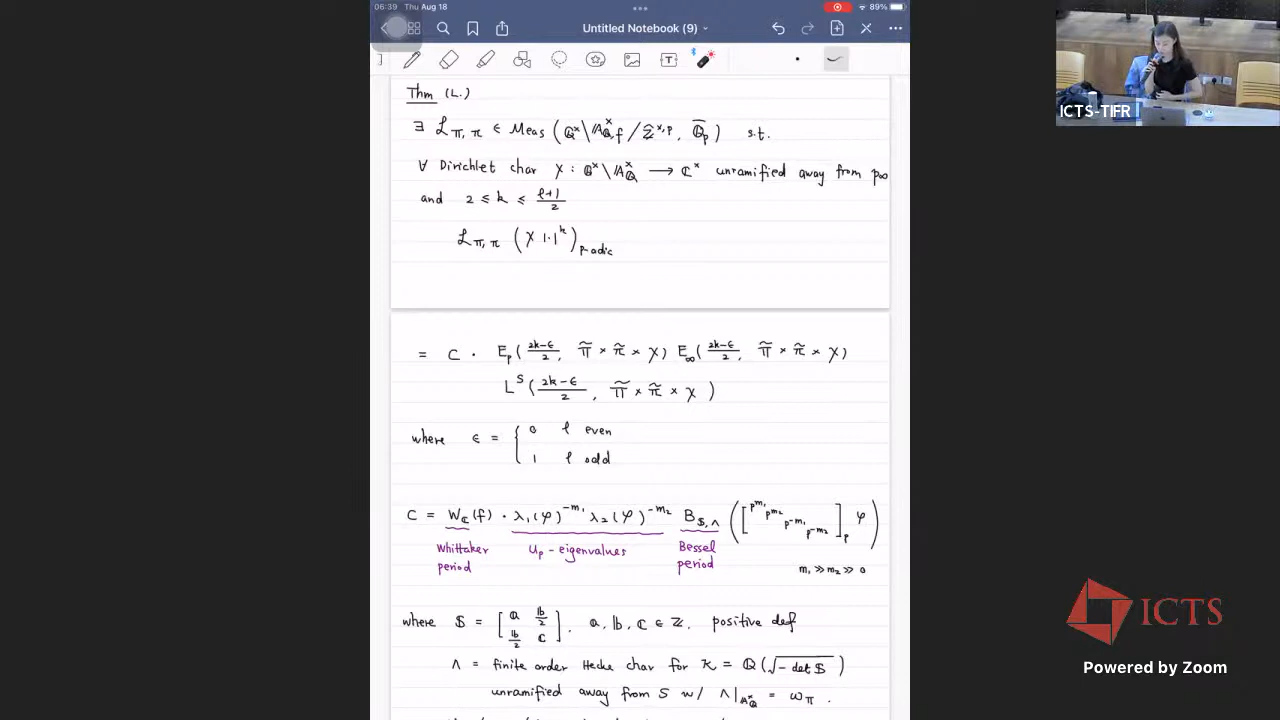 06:39 Thu Aug 18
89%
Untitled Notebook (9)
Thm (L.)
∃ ℒ_{Π,π} ∈ Meas (ℚ^×\𝔸^×_{ℚ,f} / ẑ^{×,p}, ℚ̄_p) s.t.
∀ Dirichlet char χ : ℚ^×\𝔸^×_ℚ ⟶ ℂ^× unramified away from p∞
and 2 ≤ k ≤ (ℓ+1)/2
ℒ_{Π,π} (χ |·|^k)_{p-adic}
= C · E_p((2k-ϵ)/2, Π̃ × π̃ × χ) E_∞((2k-ϵ)/2, Π̃ × π̃ × χ)
L^S((2k-ϵ)/2, Π̃ × π̃ × χ)
where ϵ = { 0 ℓ even
1 ℓ odd
C = W_ℂ(f) · λ_1(φ)^{-m_1} λ_2(φ)^{-m_2} B_{𝕊,Λ} ([p^{m_1} p^{m_2} p^{-m_1} p^{-m_2}]_p φ)
Whittaker period
U_p-eigenvalues
Bessel period
m_1 ≫ m_2 ≫ 0
where 𝕊 = [𝕒 𝕓/2 ; 𝕓/2 ℂ], 𝕒, 𝕓, ℂ ∈ ℤ, positive def
Λ = finite order Hecke char for 𝒦 = ℚ(√-det 𝕊)
unramified away from S w/ Λ|_{𝔸^×_ℚ} = ω_Π.
ICTS-TIFR
ICTS
Powered by Zoom